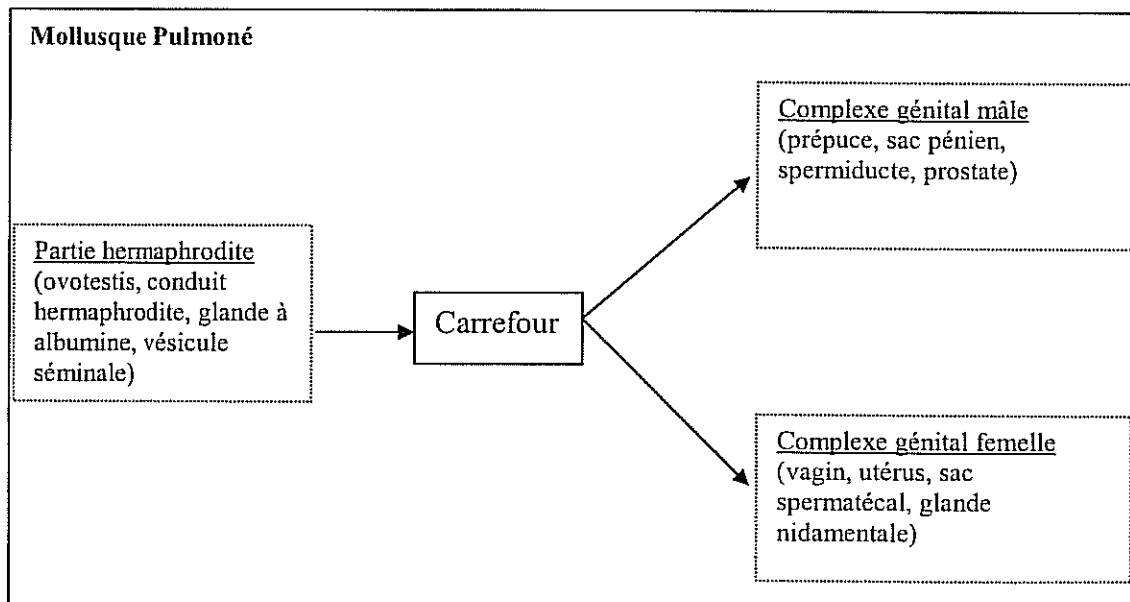 Mollusque Pulmoné
Complexe génital mâle
(prépuce, sac pénien,
spermiducte, prostate)
Partie hermaphrodite
(ovotestis, conduit
hermaphrodite, glande à
albumine, vésicule
séminale)
Carrefour
Complexe génital femelle
(vagin, utérus, sac
spermatécal, glande
nidamentale)